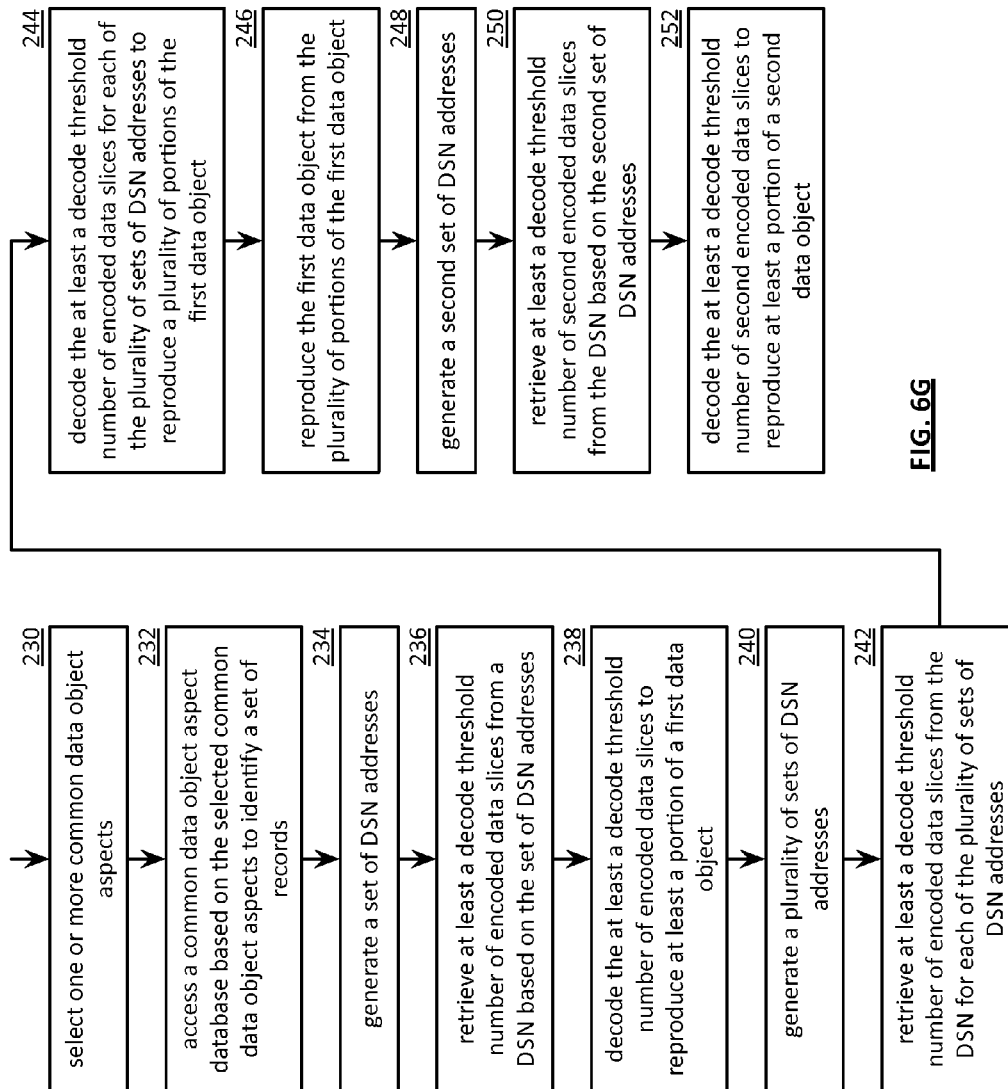 230
select one or more common data object
aspects
232
access a common data object aspect
database based on the selected common
data object aspects to identify a set of
records
234
generate a set of DSN addresses
236
retrieve at least a decode threshold
number of encoded data slices from a
DSN based on the set of DSN addresses
238
decode the at least a decode threshold
number of encoded data slices to
reproduce at least a portion of a first data
object
240
generate a plurality of sets of DSN
addresses
242
retrieve at least a decode threshold
number of encoded data slices from the
DSN for each of the plurality of sets of
DSN addresses
244
decode the at least a decode threshold
number of encoded data slices for each of
the plurality of sets of DSN addresses to
reproduce a plurality of portions of the
first data object
246
reproduce the first data object from the
plurality of portions of the first data object
248
generate a second set of DSN addresses
250
retrieve at least a decode threshold
number of second encoded data slices
from the DSN based on the second set of
DSN addresses
252
decode the at least a decode threshold
number of second encoded data slices to
reproduce at least a portion of a second
data object
FIG. 6G